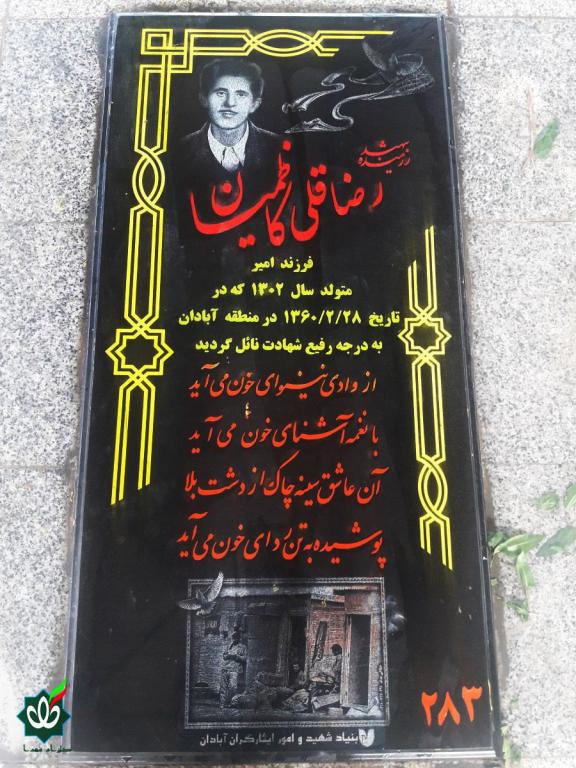 رزمنده شهید
رضاقلی کاظمیان
فرزند امیر
متولد سال ۱۳۰۲ که در
تاریخ ۱۳۶۰/۲/۲۸ در منطقه آبادان
به درجه رفیع شهادت نائل گردید
از وادی نینوای خون می آید
با نغمه آشنای خون می آید
آن عاشق سینه چاک از دشت بلا
پوشیده به تن ردای خون می آید
۲۸۳
بنیاد شهید و امور ایثارگران آبادان